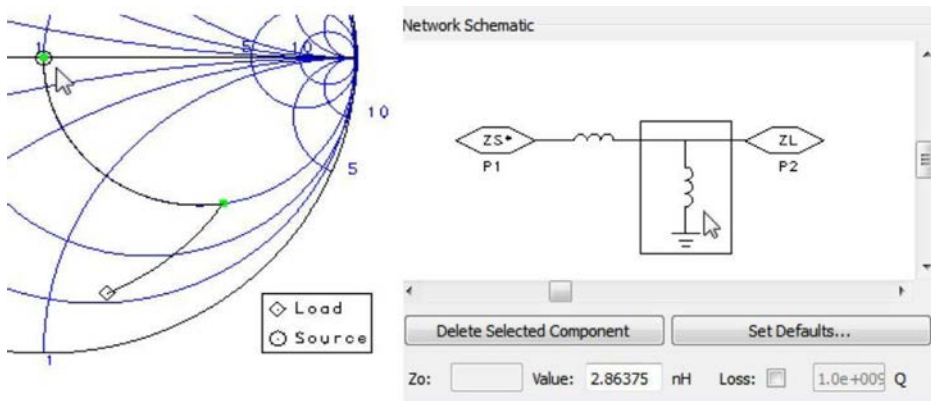 1
5
10
10
5
1
Load
Source
Network Schematic
ZS*
P1
ZL
P2
Delete Selected Component
Set Defaults...
Zo:
Value: 2.86375 nH
Loss:
1.0e+009 Q